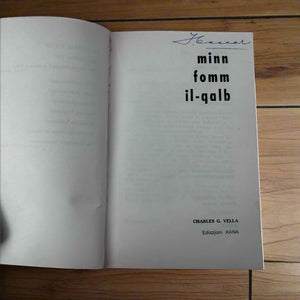 minn
fomm
il-qalb
CHARLES G. VELLA
Edizzjoni KANA